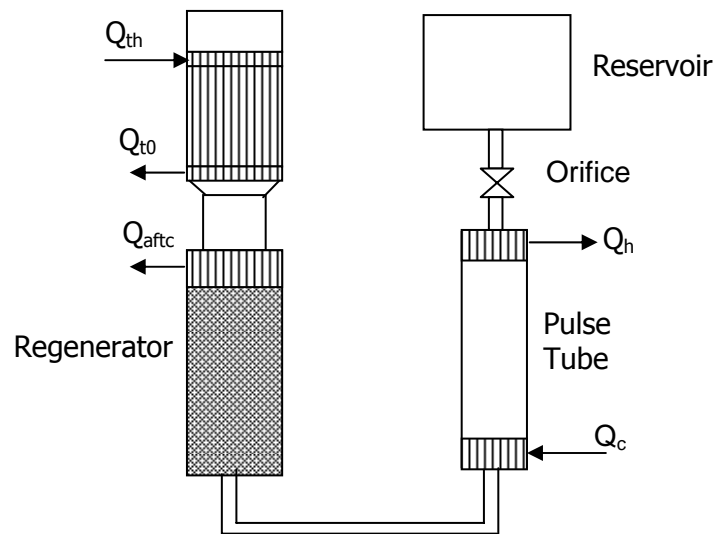 Qth
Qt0
Qaftc
Regenerator
Reservoir
Orifice
Qh
Pulse
Tube
Qc